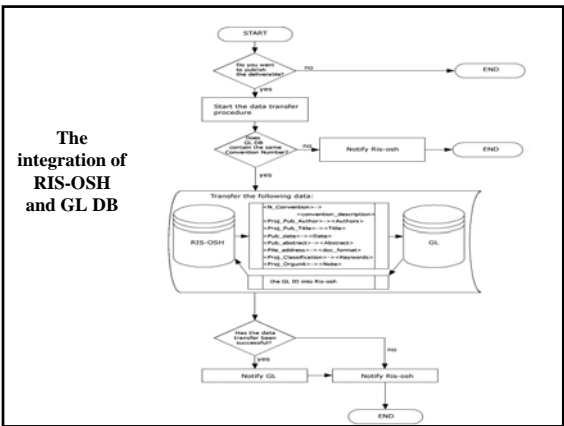 The
integration of
RIS-OSH
and GL DB
START
Do you want
to publish
the deliverable?
no
END
yes
Start the data transfer
procedure
Does
GL DB
contain the same
Convention Number?
no
Notify Ris-osh
END
yes
Transfer the following data:
RIS-OSH
<N_Convention>->
<convention_description>
<Proj_Pub_Author>-><Authors>
<Proj_Pub_Title>-><Title>
<Pub_date>-><Date>
<Pub_abstract>-><Abstract>
<File_address>-><doc_format>
<Proj_Classification>-><Keywords>
<Proj_Orgunit>-><Note>
GL
the GL ID into Ris-osh
Has the data
transfer been
successful?
yes
no
Notify GL
Notify Ris-osh
END